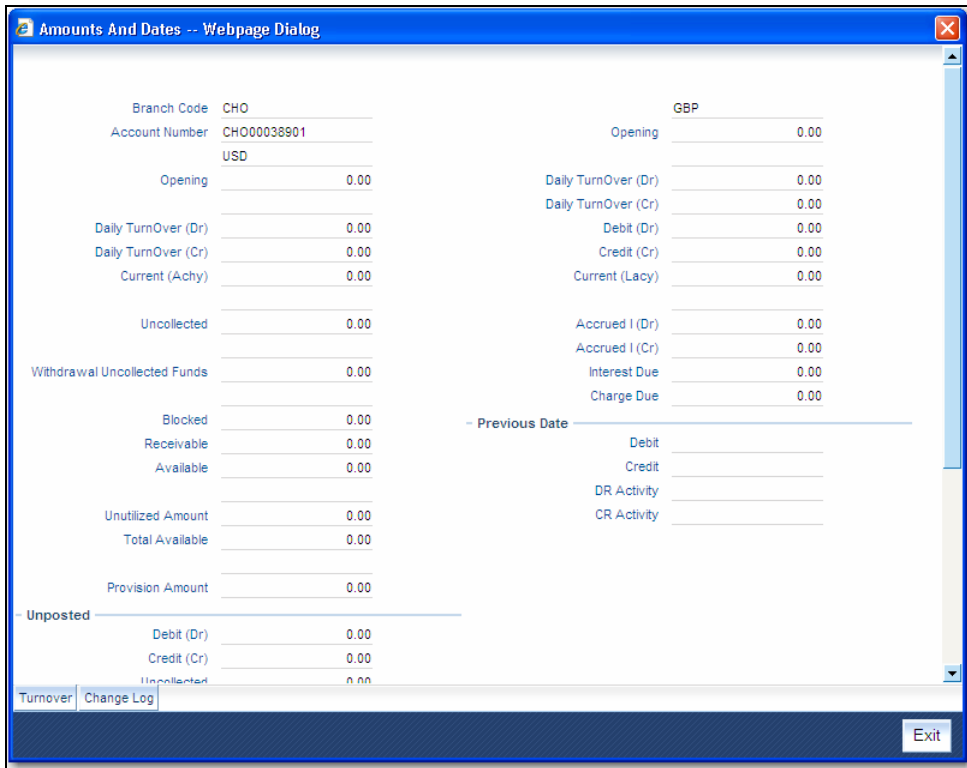 Amounts And Dates -- Webpage Dialog
Branch Code CHO
Account Number CHO00038901
USD
Opening 0.00
Daily TurnOver (Dr) 0.00
Daily TurnOver (Cr) 0.00
Current (Achy) 0.00
Uncollected 0.00
Withdrawal Uncollected Funds 0.00
Blocked 0.00
Receivable 0.00
Available 0.00
Unutilized Amount 0.00
Total Available 0.00
Provision Amount 0.00
Unposted
Debit (Dr) 0.00
Credit (Cr) 0.00
Uncollected 0.00
GBP
Opening 0.00
Daily TurnOver (Dr) 0.00
Daily TurnOver (Cr) 0.00
Debit (Dr) 0.00
Credit (Cr) 0.00
Current (Lacy) 0.00
Accrued I (Dr) 0.00
Accrued I (Cr) 0.00
Interest Due 0.00
Charge Due 0.00
Previous Date
Debit
Credit
DR Activity
CR Activity
Turnover Change Log
Exit